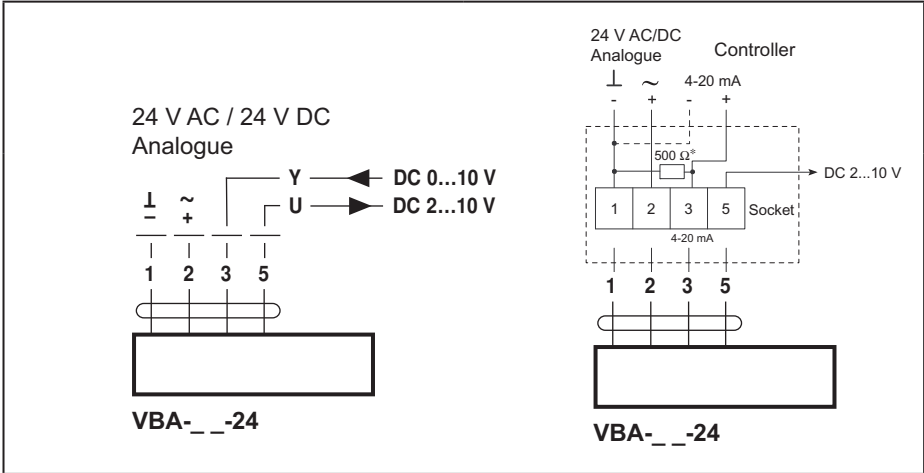 24 V AC / 24 V DC
Analogue
Y DC 0...10 V
U DC 2...10 V
⊥ ~
– +
1 2 3 5
VBA-_ _-24
24 V AC/DC
Analogue
Controller
⊥ ~ 4-20 mA
- + - +
500 Ω*
DC 2...10 V
1 2 3 5 Socket
4-20 mA
1 2 3 5
VBA-_ _-24